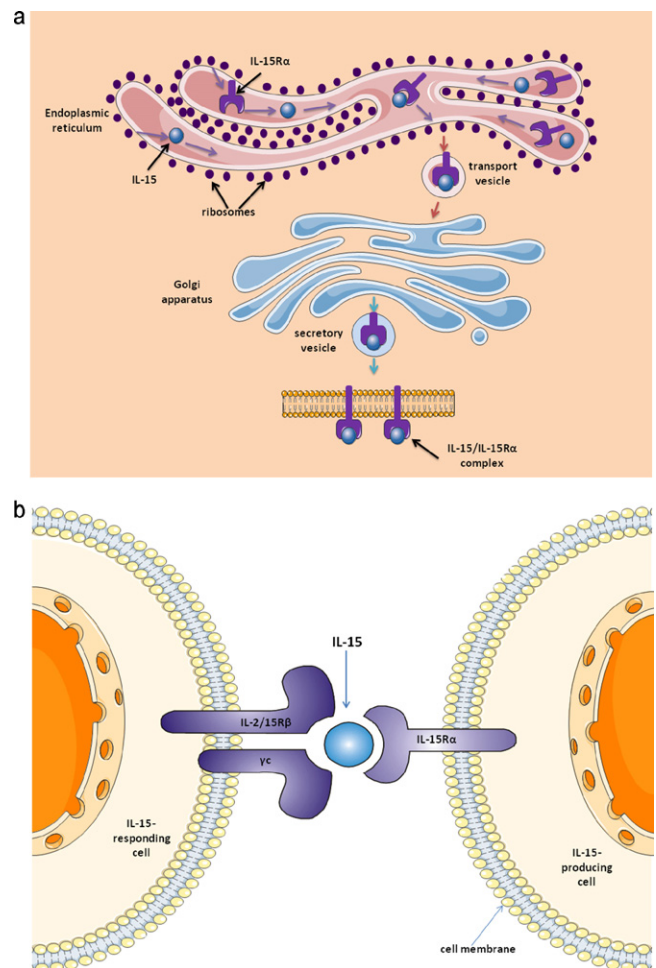 a
IL-15Rα
Endoplasmic
reticulum
IL-15
ribosomes
transport
vesicle
Golgi
apparatus
secretory
vesicle
IL-15/IL-15Rα
complex
b
IL-15
IL-2/15Rβ
IL-15Rα
γc
IL-15-
responding
cell
IL-15-
producing
cell
cell membrane